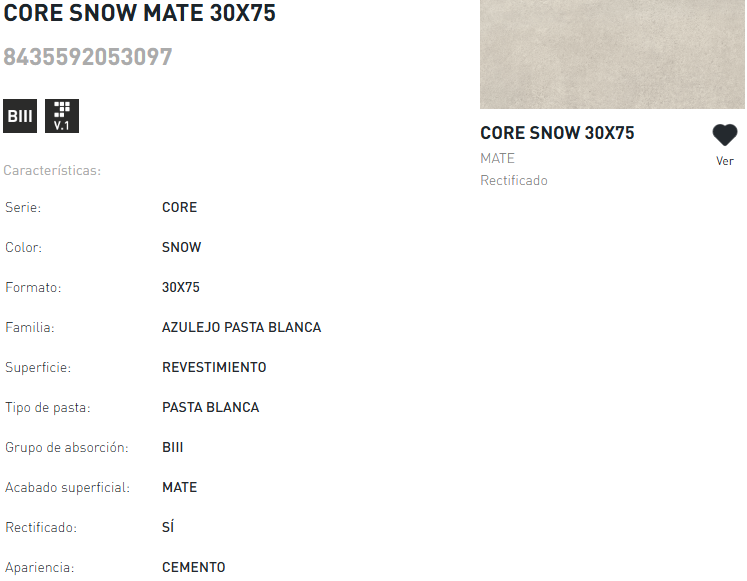 CORE SNOW MATE 30X75
8435592053097
BIII
V.1
Características:
Serie: CORE
Color: SNOW
Formato: 30X75
Familia: AZULEJO PASTA BLANCA
Superficie: REVESTIMIENTO
Tipo de pasta: PASTA BLANCA
Grupo de absorción: BIII
Acabado superficial: MATE
Rectificado: SÍ
Apariencia: CEMENTO
CORE SNOW 30X75
MATE
Rectificado
Ver